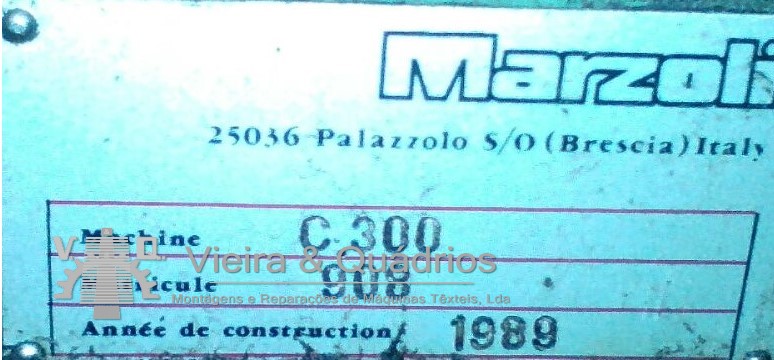 Marzoli
25036 Palazzolo S/O (Brescia) Italy
Machine C.300
V Q.
Vieira & Quadrios
Matricule 908
Montagens e Reparações de Máquinas Têxteis, Lda
Année de construction 1989